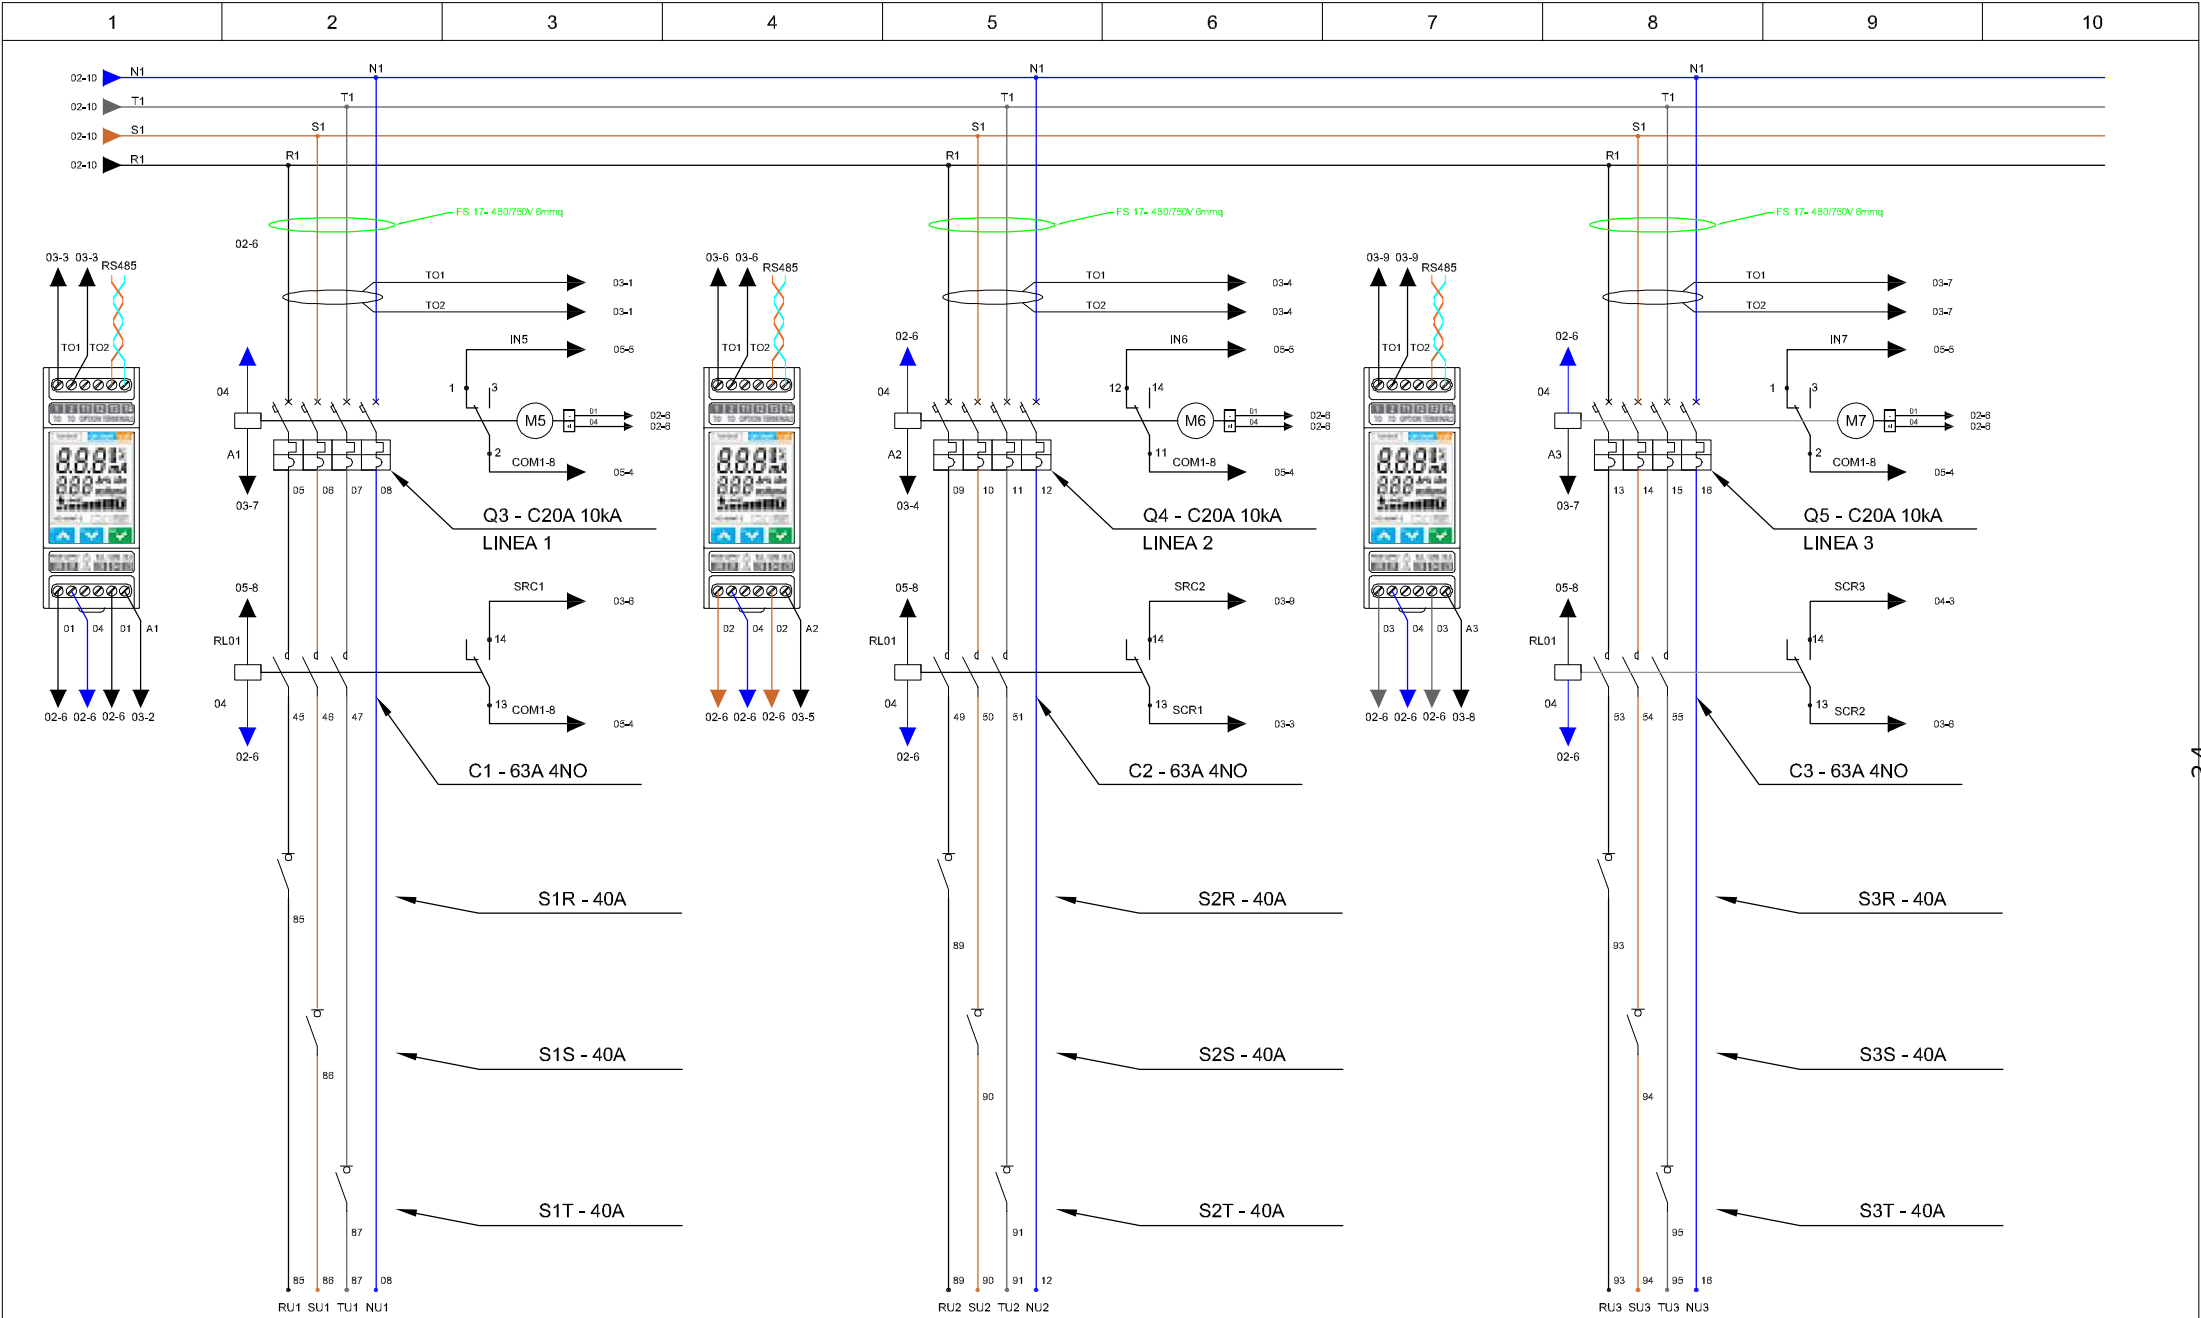 1 2 3 4 5 6 7 8 9 10
02-10 N1 N1 N1 N1
02-10 T1 T1 T1 T1
02-10 S1 S1 S1 S1
02-10 R1 R1 R1 R1
FS 17- 450/750V 6mmq FS 17- 450/750V 6mmq FS 17- 450/750V 6mmq
02-6
03-3 03-3 RS485 03-6 03-6 RS485 03-9 03-9 RS485
TO1 03-1 TO1 03-4 TO1 03-7
TO2 03-1 TO2 03-4 TO2 03-7
02-6 02-6
TO1 TO2 IN5 05-5 TO1 TO2 IN6 05-5 TO1 TO2 IN7 05-5
04 1 3 04 12 14 04 1 3
M5 01 02-6 M6 01 02-6 M7 01 02-6
04 02-6 04 02-6 04 02-6
A1 2 A2 11 A3 2
COM1-8 05-4 COM1-8 05-4 COM1-8 05-4
05 06 07 08 09 10 11 12 13 14 15 16
03-7 03-4 03-7
Q3 - C20A 10kA Q4 - C20A 10kA Q5 - C20A 10kA
LINEA 1 LINEA 2 LINEA 3
05-8 SRC1 03-6 05-8 SRC2 03-9 05-8 SCR3 04-3
01 04 01 A1 02 04 02 A2 03 04 03 A3
RL01 14 RL01 14 RL01 14
04 13 04 13 04 13
COM1-8 05-4 SCR1 03-3 SCR2 03-6
45 46 47 49 50 51 53 54 55
02-6 02-6 02-6 03-2 02-6 02-6 02-6 03-5 02-6 02-6 02-6 03-8
02-6 02-6 02-6
C1 - 63A 4NO C2 - 63A 4NO C3 - 63A 4NO
S1R - 40A S2R - 40A S3R - 40A
85 89 93
S1S - 40A S2S - 40A S3S - 40A
86 90 94
S1T - 40A S2T - 40A S3T - 40A
87 91 95
85 86 87 08 89 90 91 12 93 94 95 16
RU1 SU1 TU1 NU1 RU2 SU2 TU2 NU2 RU3 SU3 TU3 NU3